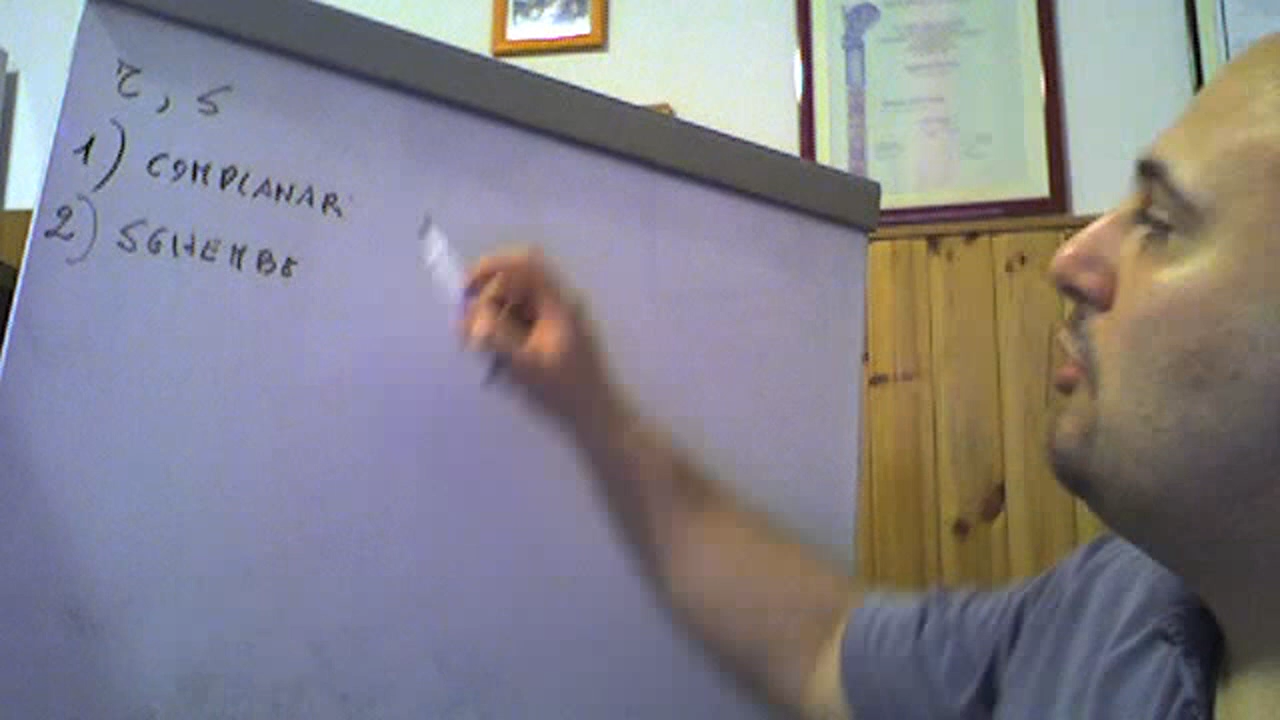 r, s
1) COMPLANARI
2) SGHEMBE